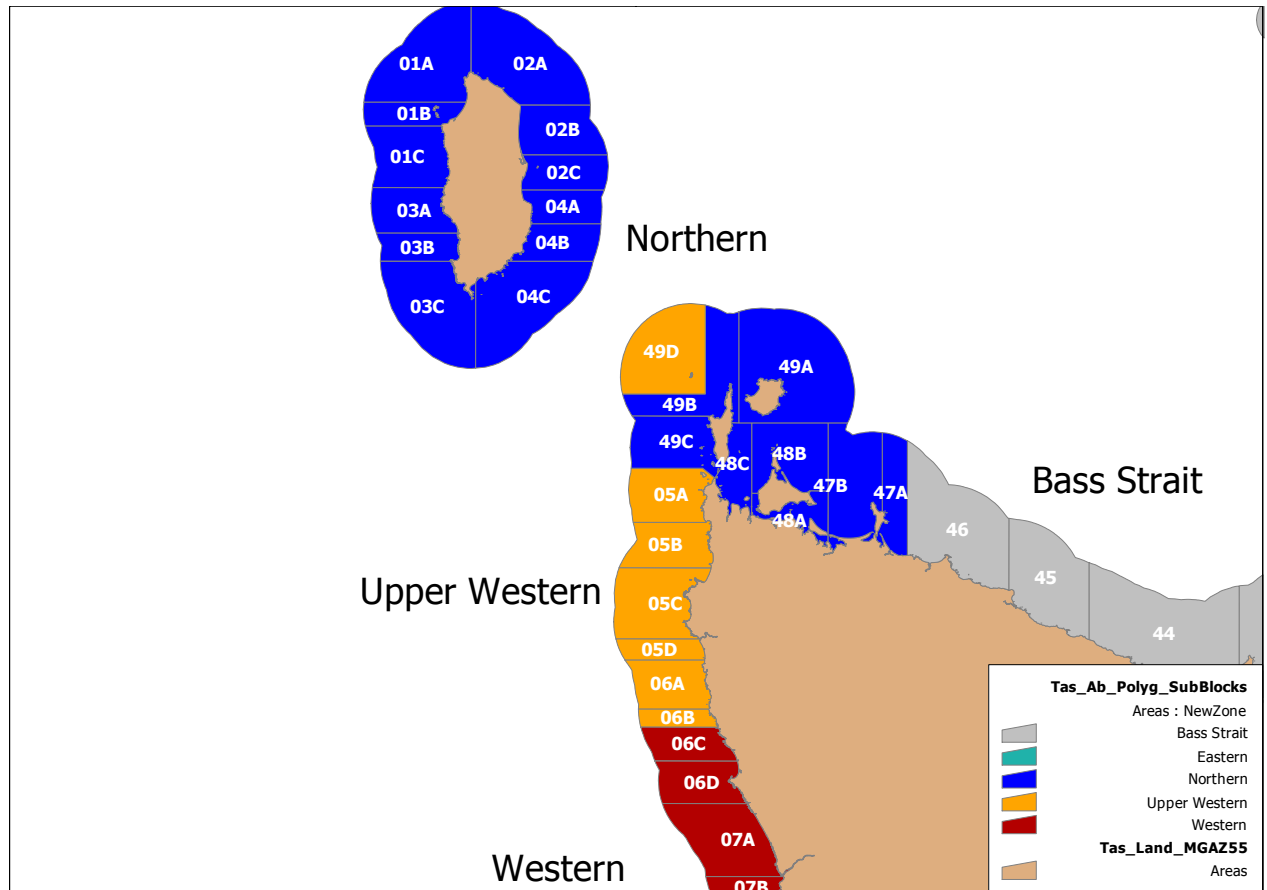 01A
02A
01B
02B
01C
02C
03A
04A
03B
04B
Northern
03C
04C
49D
49A
49B
49C
48B
48C
Bass Strait
05A
47B
47A
48A
46
05B
45
Upper Western
05C
44
05D
06A
06B
06C
06D
07A
Western
07B
Tas_Ab_Polyg_SubBlocks
Areas : NewZone
Bass Strait
Eastern
Northern
Upper Western
Western
Tas_Land_MGAZ55
Areas